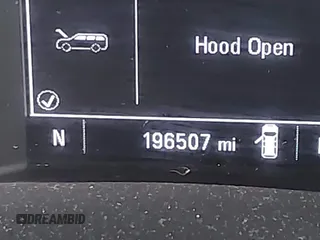 Hood Open
N 196507 mi
DREAMBID